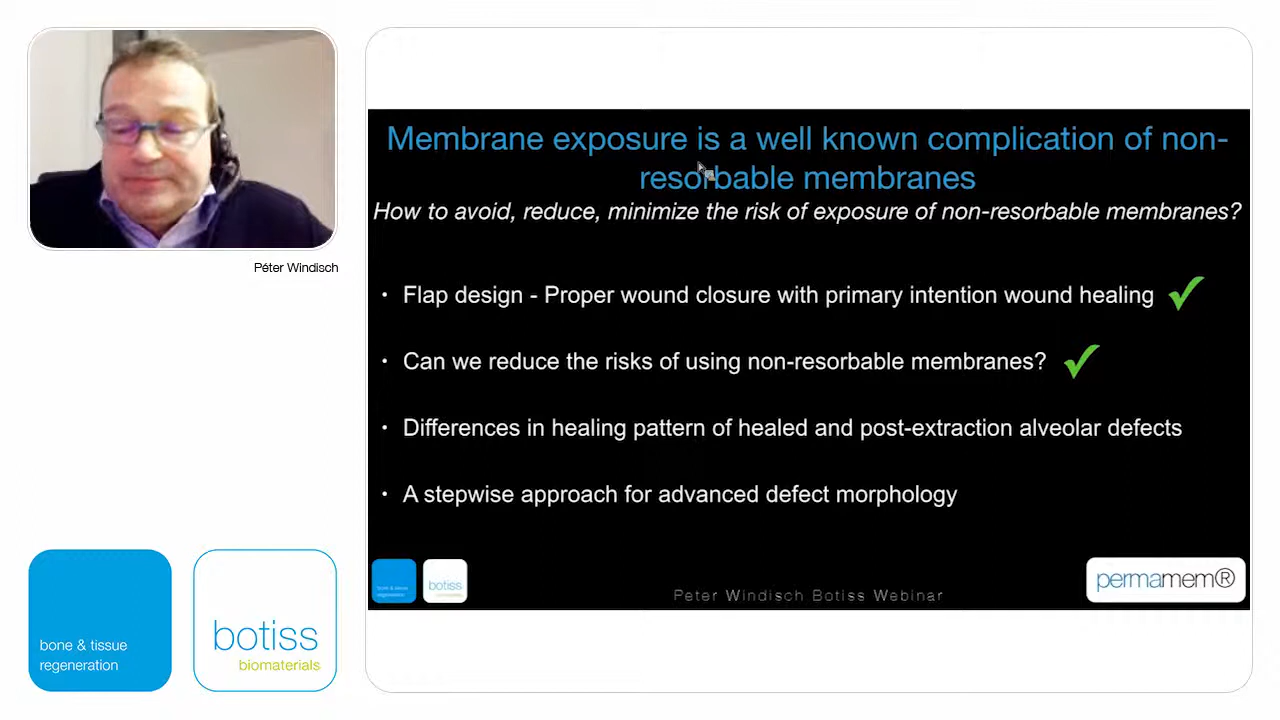 Péter Windisch
bone & tissue
regeneration
botiss
biomaterials
Membrane exposure is a well known complication of non-
resorbable membranes
How to avoid, reduce, minimize the risk of exposure of non-resorbable membranes?
• Flap design - Proper wound closure with primary intention wound healing
• Can we reduce the risks of using non-resorbable membranes?
• Differences in healing pattern of healed and post-extraction alveolar defects
• A stepwise approach for advanced defect morphology
bone & tissue
regeneration
botiss
Peter Windisch Botiss Webinar
permamem®